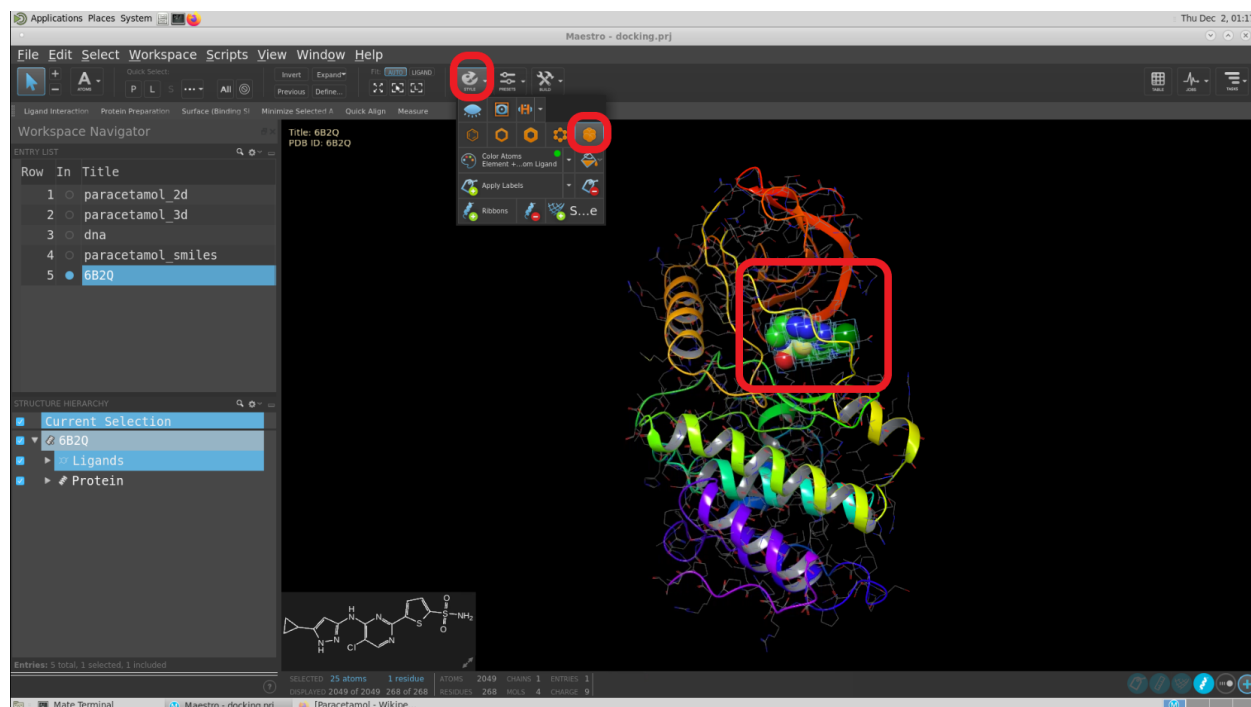 Applications Places System
Thu Dec 2, 01:1
Maestro - docking.prj
File Edit Select Workspace Scripts View Window Help
Quick Select:
Invert Expand
Fit: AUTO LIGAND
A
ATOMS
P L S ... All
Previous Define...
STYLE
PRESETS
BUILD
TABLE
JOBS
TASKS
Ligand Interaction Protein Preparation Surface (Binding Si Minimize Selected A Quick Align Measure
Workspace Navigator
Title: 6B2Q
PDB ID: 6B2Q
ENTRY LIST
Row In Title
1 paracetamol_2d
2 paracetamol_3d
3 dna
4 paracetamol_smiles
5 6B2Q
Color Atoms
Element + ...om Ligand
Apply Labels
Ribbons
S...e
STRUCTURE HIERARCHY
Current Selection
6B2Q
Ligands
Protein
H
N
N
N
H
N
Cl
N
S
O
S
O
NH2
Entries: 5 total, 1 selected, 1 included
SELECTED 25 atoms 1 residue ATOMS 2049 CHAINS 1 ENTRIES 1
DISPLAYED 2049 of 2049 268 of 268 RESIDUES 268 MOLS 4 CHARGE 9
Mate Terminal
Maestro - docking.prj
[Paracetamol - Wikipe